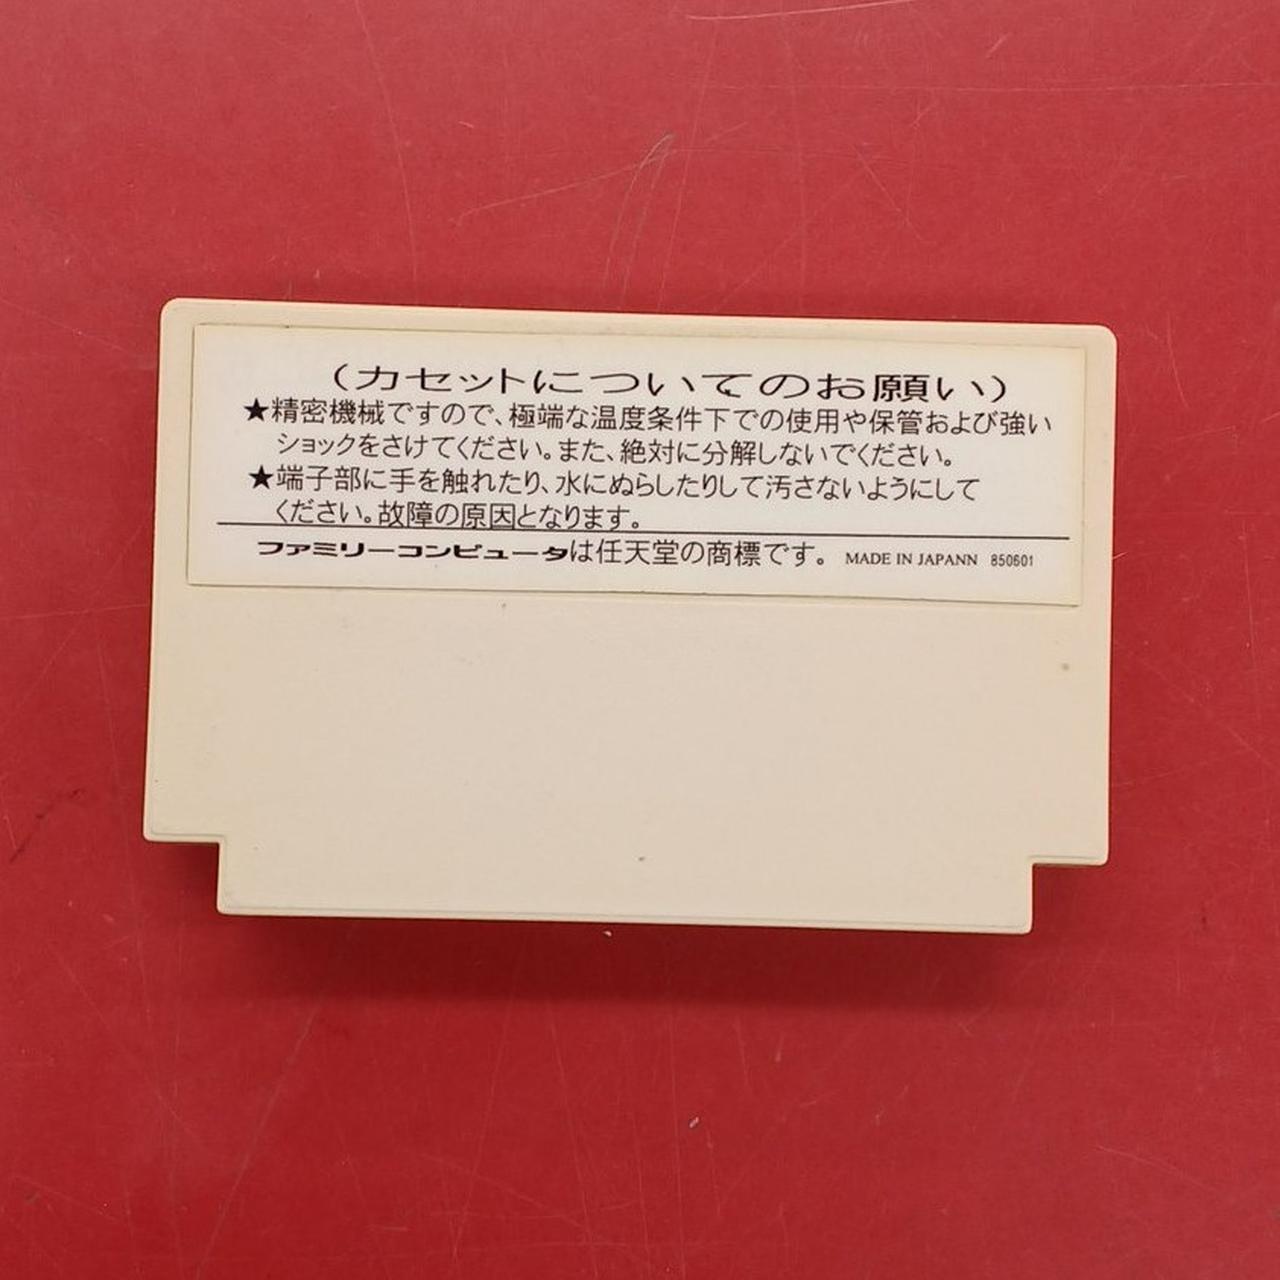 (カセットについてのお願い)
★精密機械ですので、極端な温度条件下での使用や保管および強い
ショックをさけてください。また、絶対に分解しないでください。
★端子部に手を触れたり、水にぬらしたりして汚さないようにして
ください。故障の原因となります。
ファミリーコンピュータは任天堂の商標です。 MADE IN JAPANN 850601